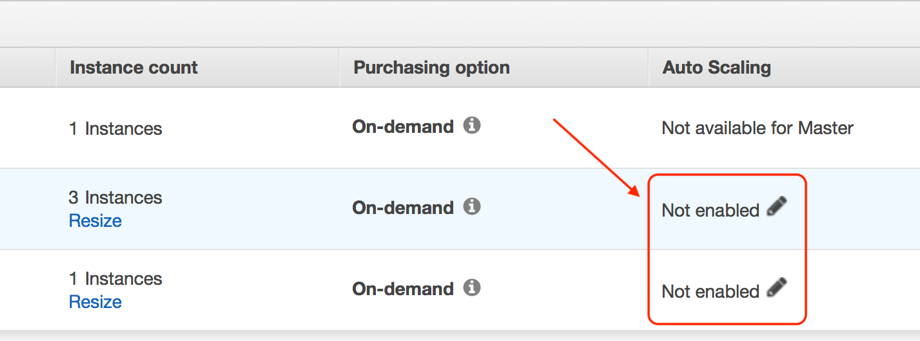 Instance count Purchasing option Auto Scaling
1 Instances On-demand Not available for Master
3 Instances On-demand Not enabled
Resize
1 Instances On-demand Not enabled
Resize